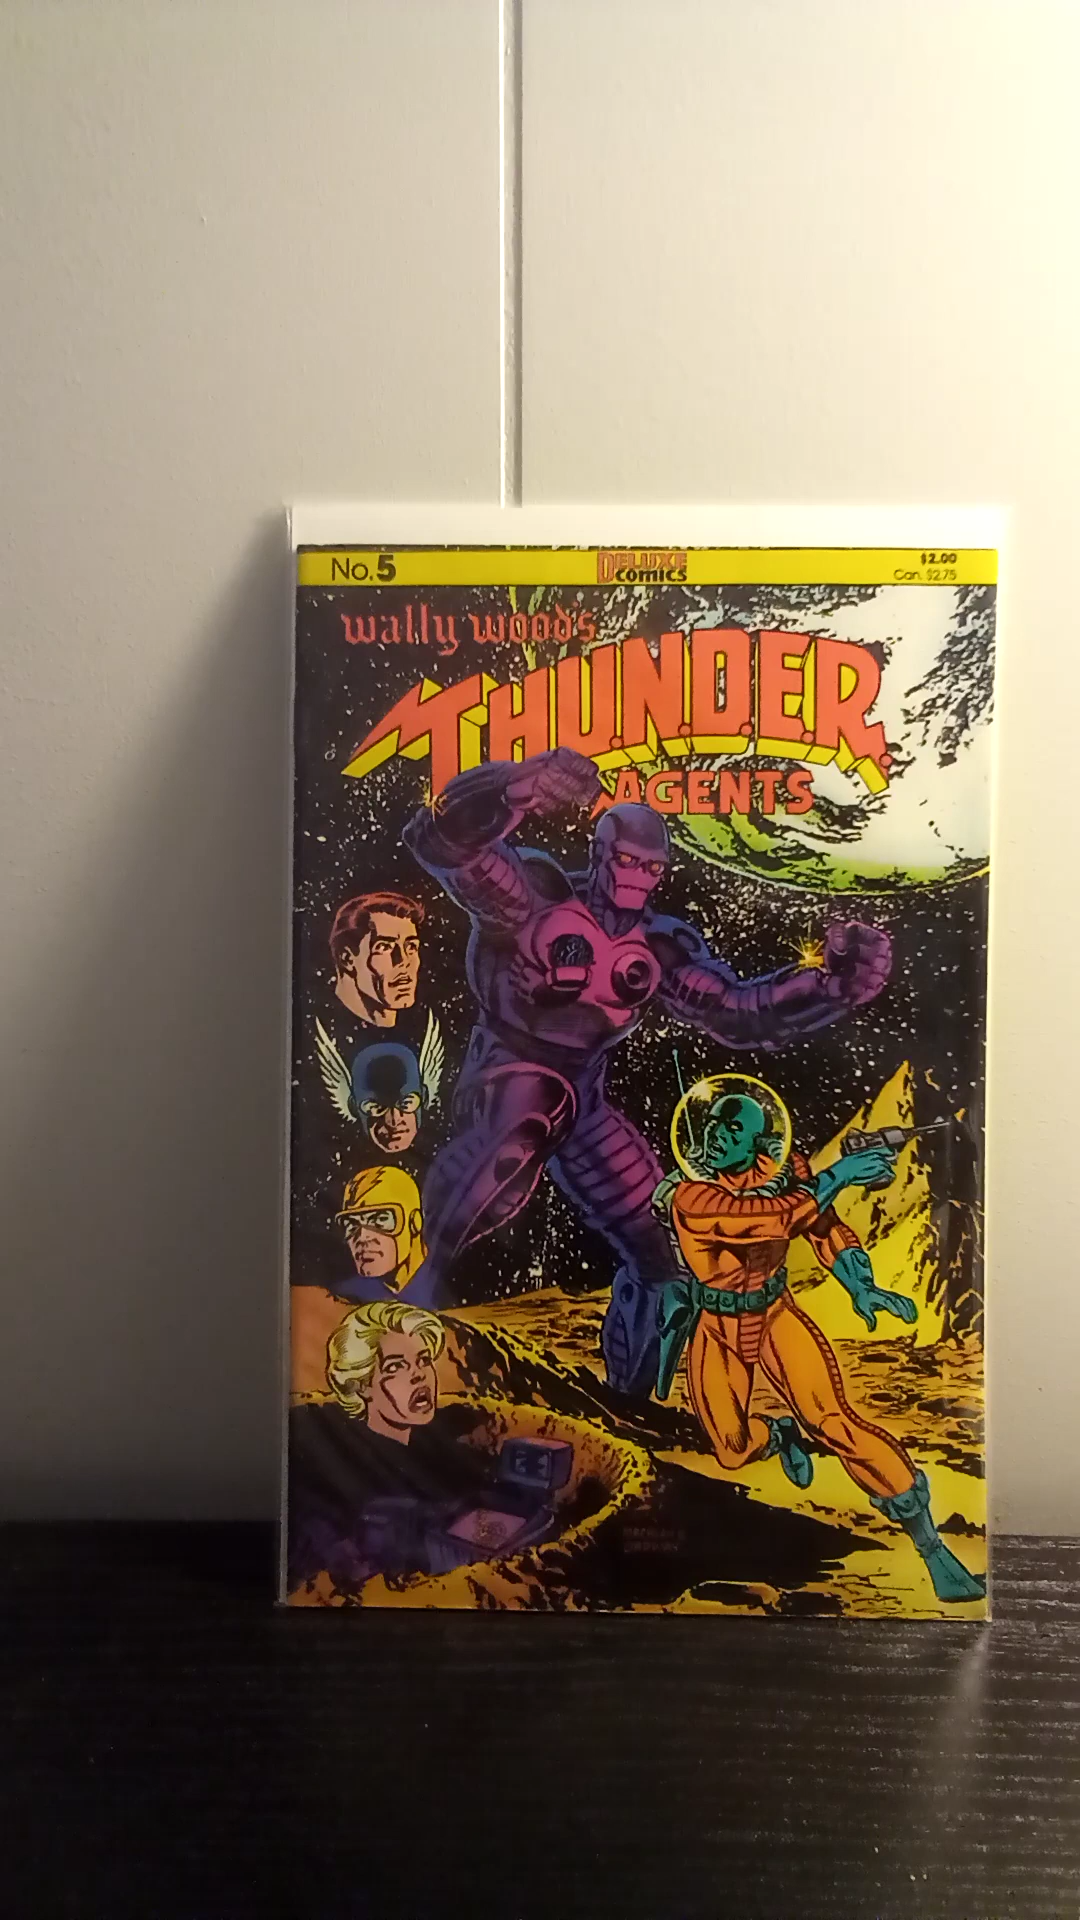 No.5
DELUXE
COMICS
$2.00
Can. $2.75
wally wood's
T.H.U.N.D.E.R.
AGENTS